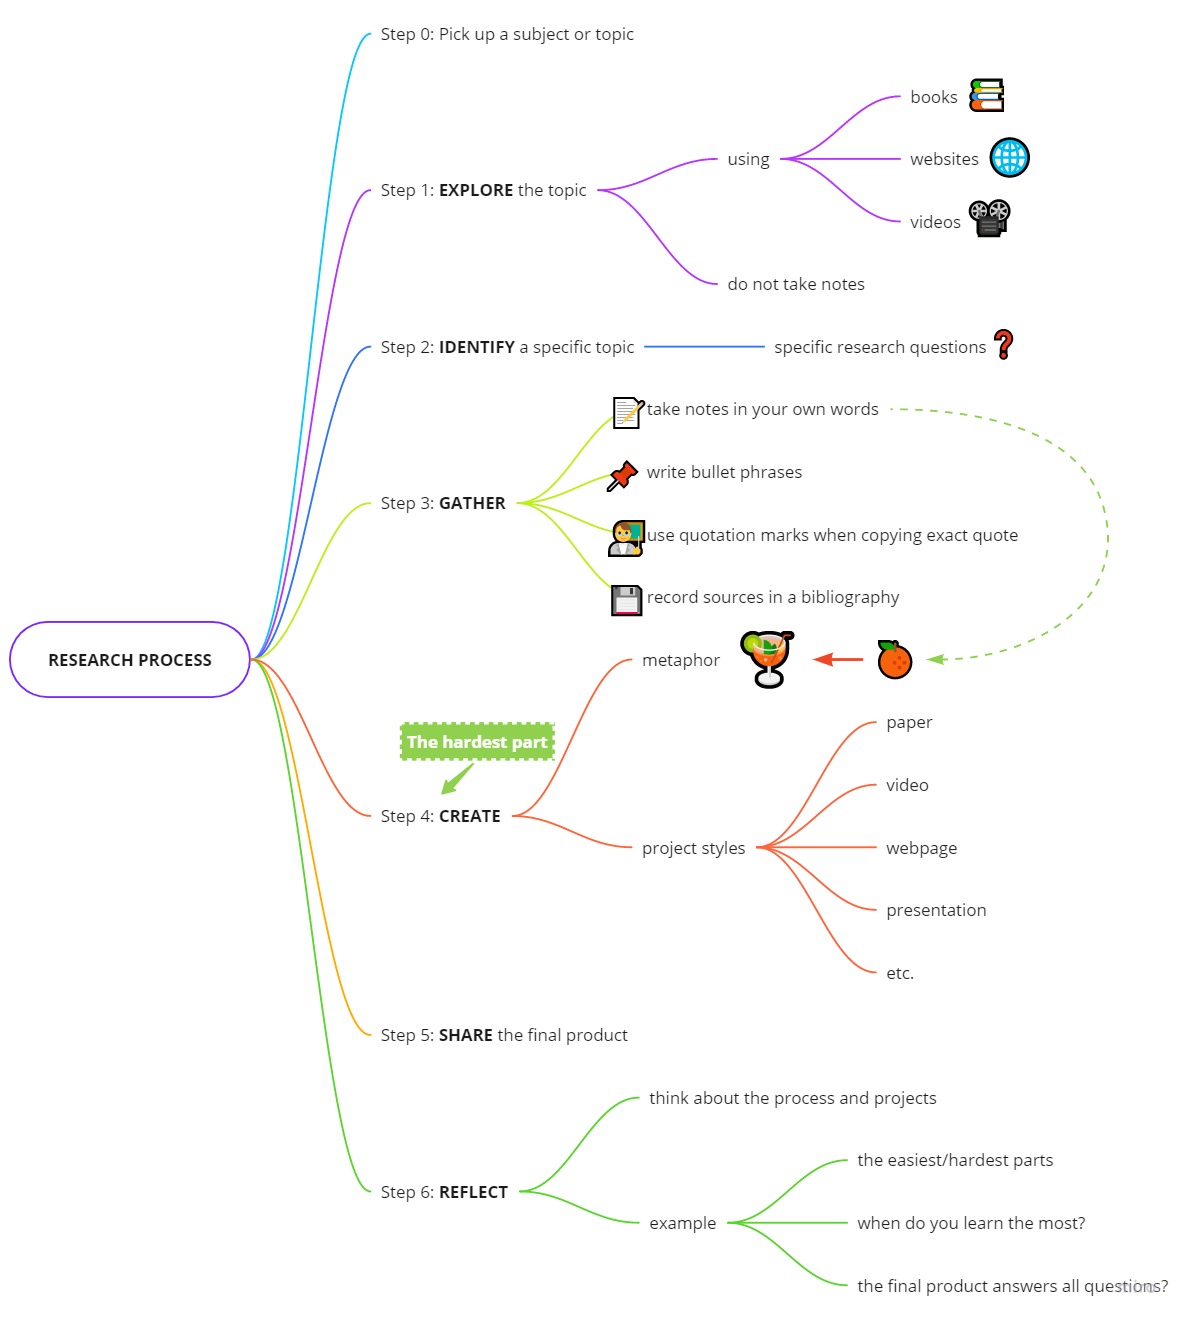 Step 0: Pick up a subject or topic
books
websites
videos
using
Step 1: EXPLORE the topic
do not take notes
Step 2: IDENTIFY a specific topic
specific research questions
take notes in your own words
write bullet phrases
Step 3: GATHER
use quotation marks when copying exact quote
record sources in a bibliography
RESEARCH PROCESS
metaphor
The hardest part
Step 4: CREATE
project styles
paper
video
webpage
presentation
etc.
Step 5: SHARE the final product
think about the process and projects
Step 6: REFLECT
example
the easiest/hardest parts
when do you learn the most?
the final product answers all questions?
miro